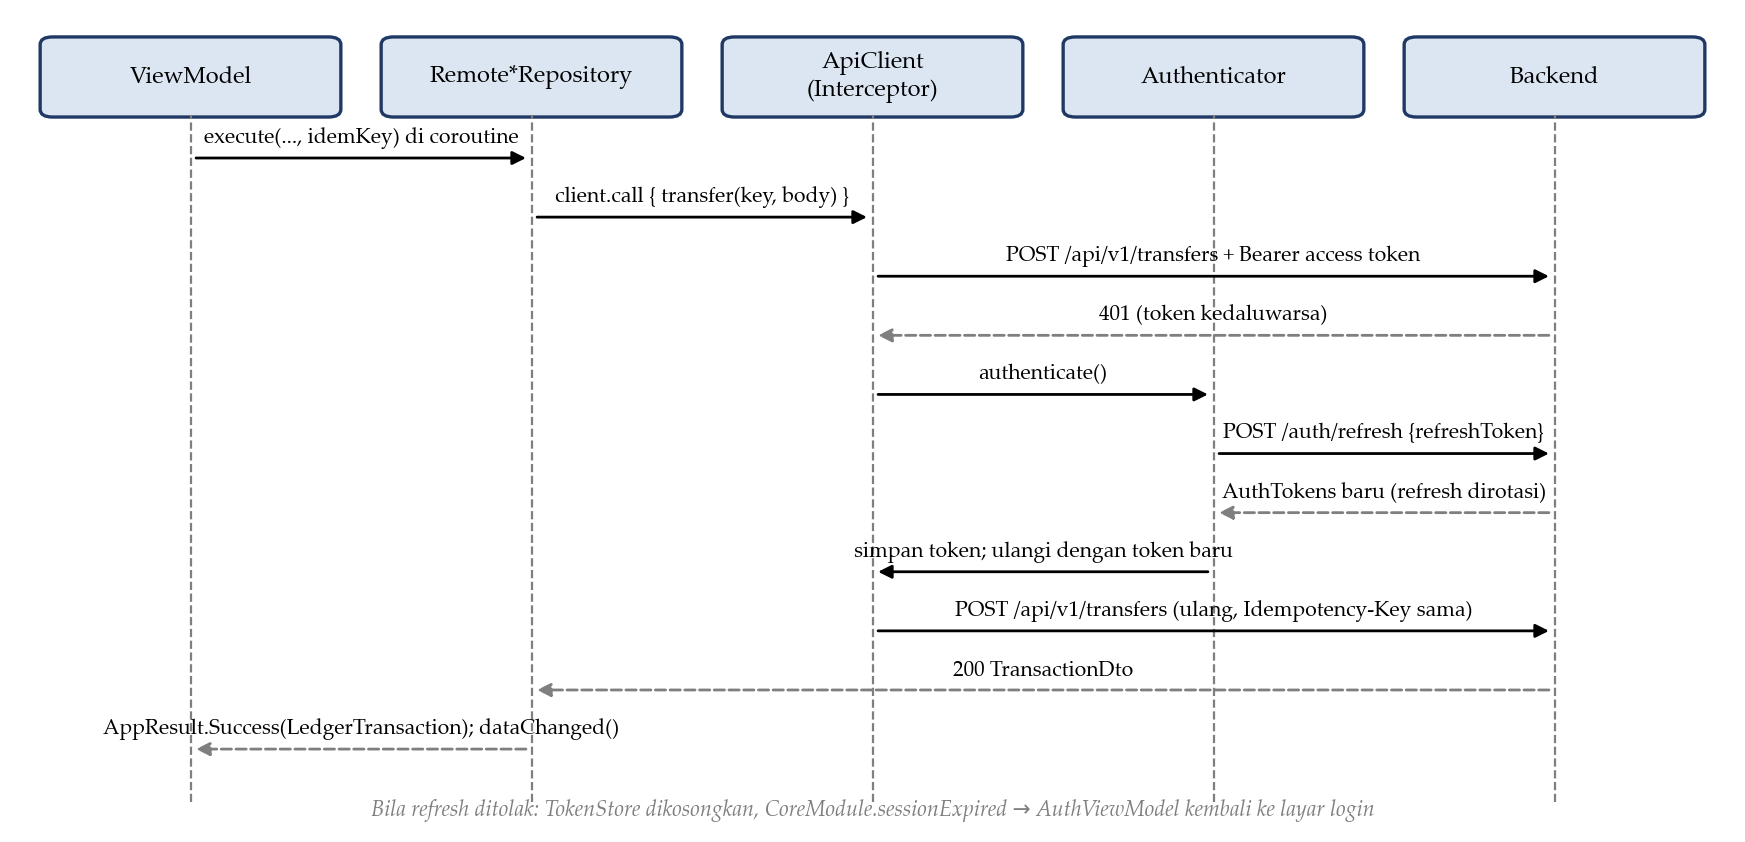 ViewModel
Remote*Repository
ApiClient
(Interceptor)
Authenticator
Backend
execute(..., idemKey) di coroutine
client.call { transfer(key, body) }
POST /api/v1/transfers + Bearer access token
401 (token kedaluwarsa)
authenticate()
POST /auth/refresh {refreshToken}
AuthTokens baru (refresh dirotasi)
simpan token; ulangi dengan token baru
POST /api/v1/transfers (ulang, Idempotency-Key sama)
200 TransactionDto
AppResult.Success(LedgerTransaction); dataChanged()
Bila refresh ditolak: TokenStore dikosongkan, CoreModule.sessionExpired → AuthViewModel kembali ke layar login